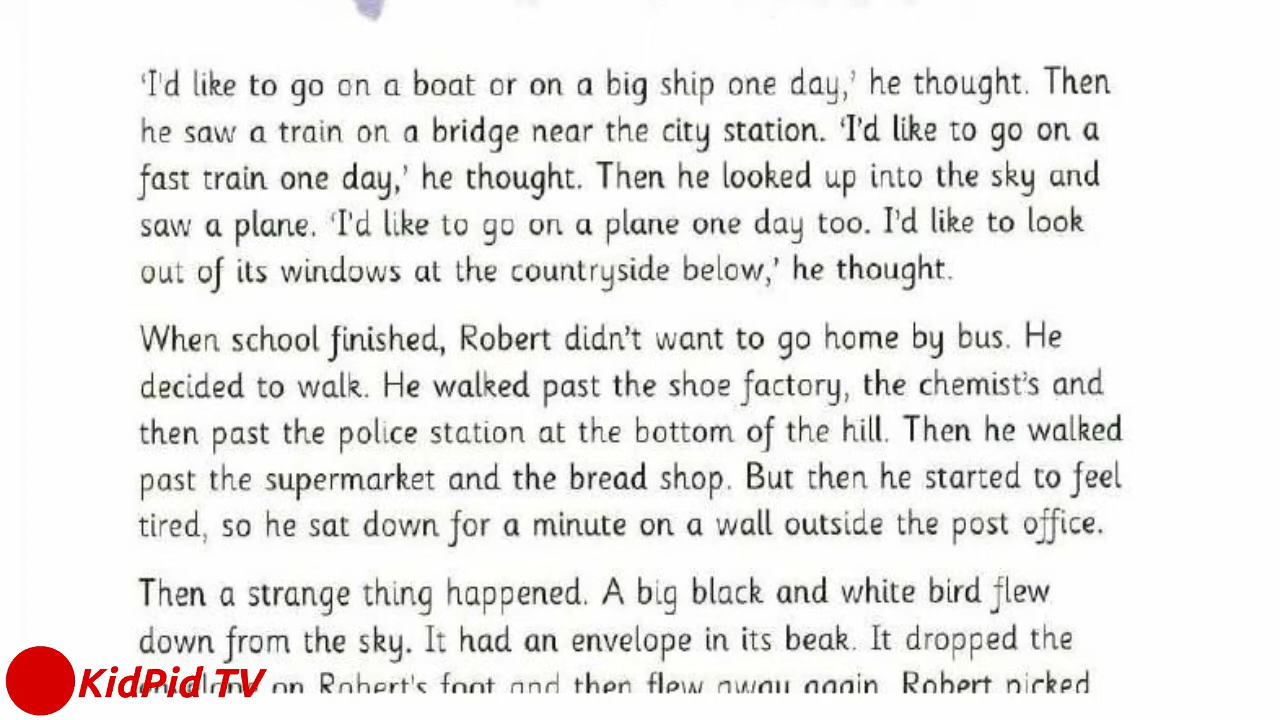 ‘I'd like to go on a boat or on a big ship one day,’ he thought. Then
he saw a train on a bridge near the city station. ‘I'd like to go on a
fast train one day,’ he thought. Then he looked up into the sky and
saw a plane. ‘I'd like to go on a plane one day too. I'd like to look
out of its windows at the countryside below,’ he thought.
When school finished, Robert didn't want to go home by bus. He
decided to walk. He walked past the shoe factory, the chemist's and
then past the police station at the bottom of the hill. Then he walked
past the supermarket and the bread shop. But then he started to feel
tired, so he sat down for a minute on a wall outside the post office.
Then a strange thing happened. A big black and white bird flew
down from the sky. It had an envelope in its beak. It dropped the
on Robert's foot and then flew away again. Robert picked
KidPid TV